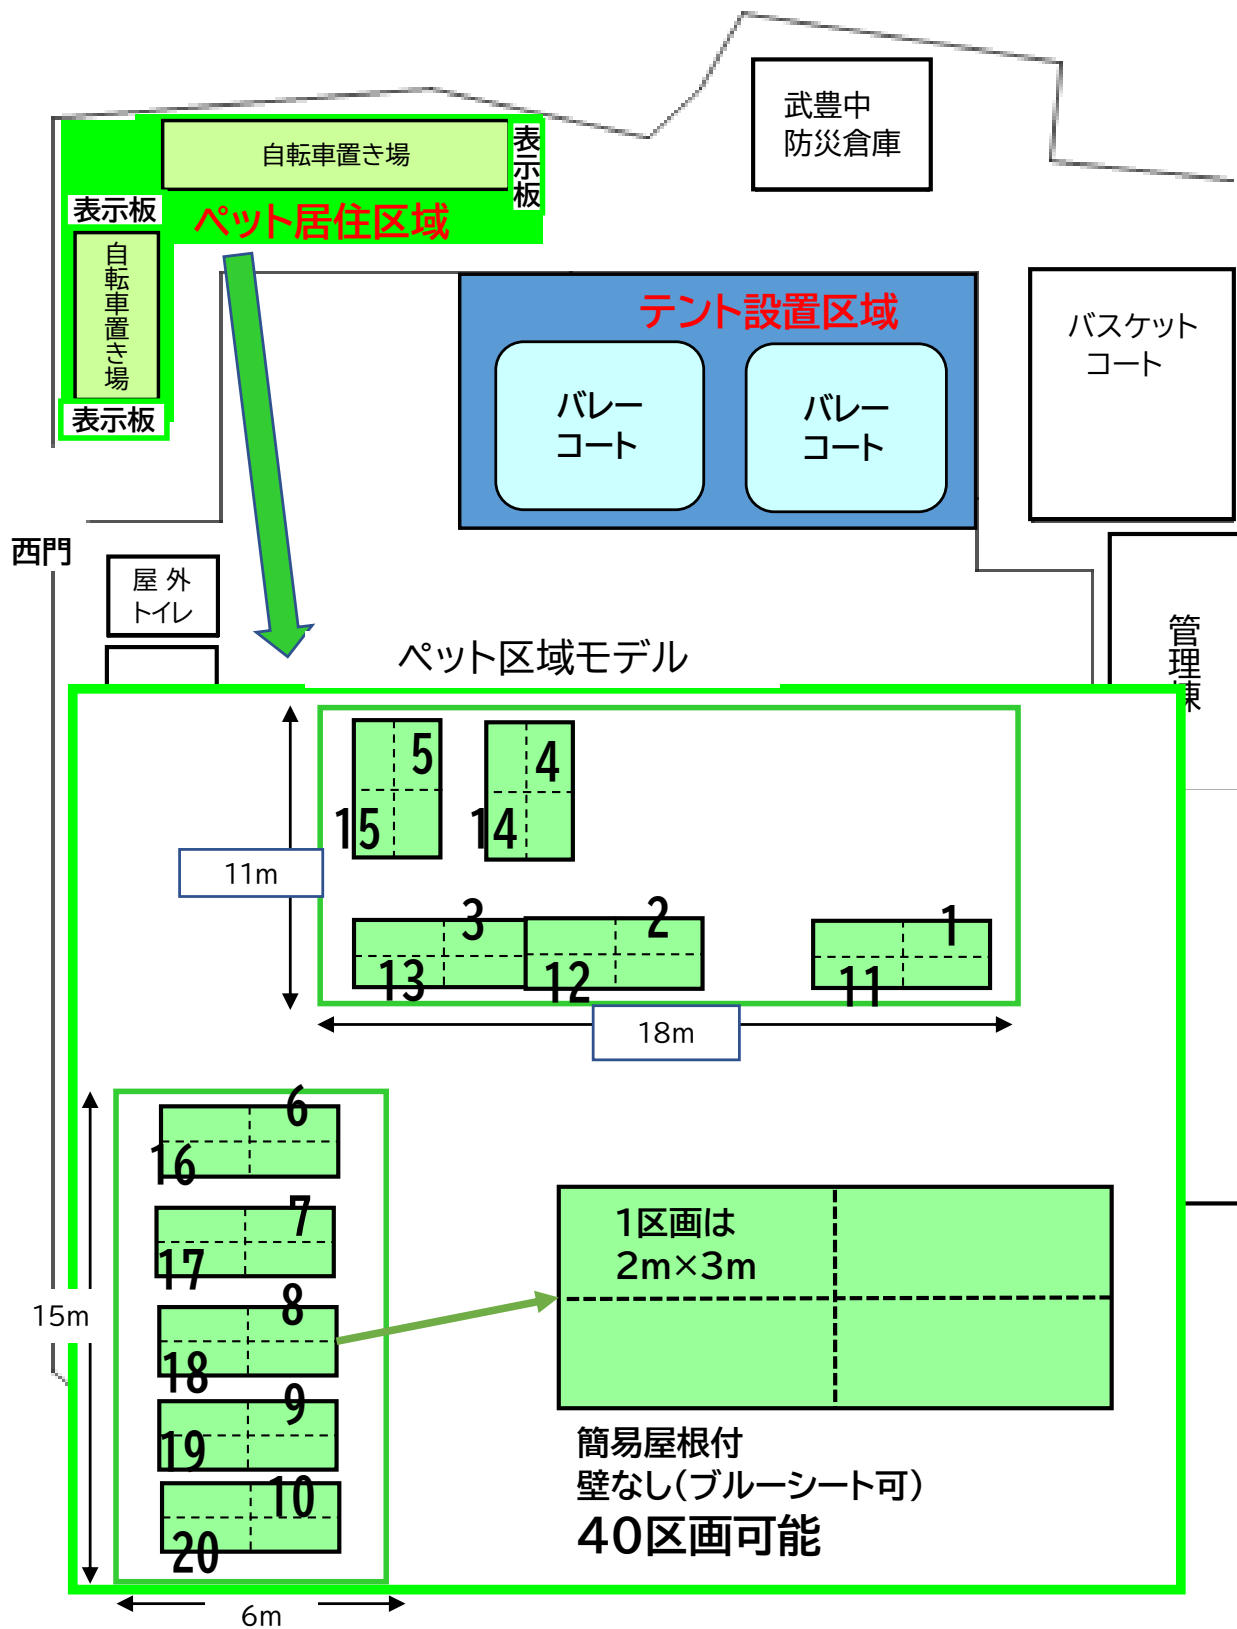 武豊中
防災倉庫
自転車置き場
表示板
表示板
ペット居住区域
自転車置き場
表示板
テント設置区域
バレー
コート
バレー
コート
バスケット
コート
西門
屋 外
トイレ
管理棟
ペット区域モデル
5
4
15
14
11m
3
2
1
13
12
11
18m
6
16
7
17
8
18
9
19
10
20
15m
6m
1区画は
2m×3m
簡易屋根付
壁なし(ブルーシート可)
40区画可能